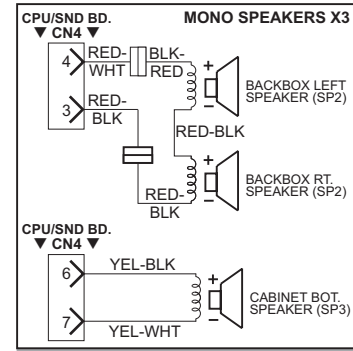 CPU/SND BD.
▼ CN4 ▼
MONO SPEAKERS X3
4
RED-
WHT
BLK-
RED
+
–
BACKBOX LEFT
SPEAKER (SP2)
3
RED-
BLK
RED-BLK
+
–
BACKBOX RT.
SPEAKER (SP2)
RED-
BLK
CPU/SND BD.
▼ CN4 ▼
6
YEL-BLK
+
–
CABINET BOT.
SPEAKER (SP3)
7
YEL-WHT